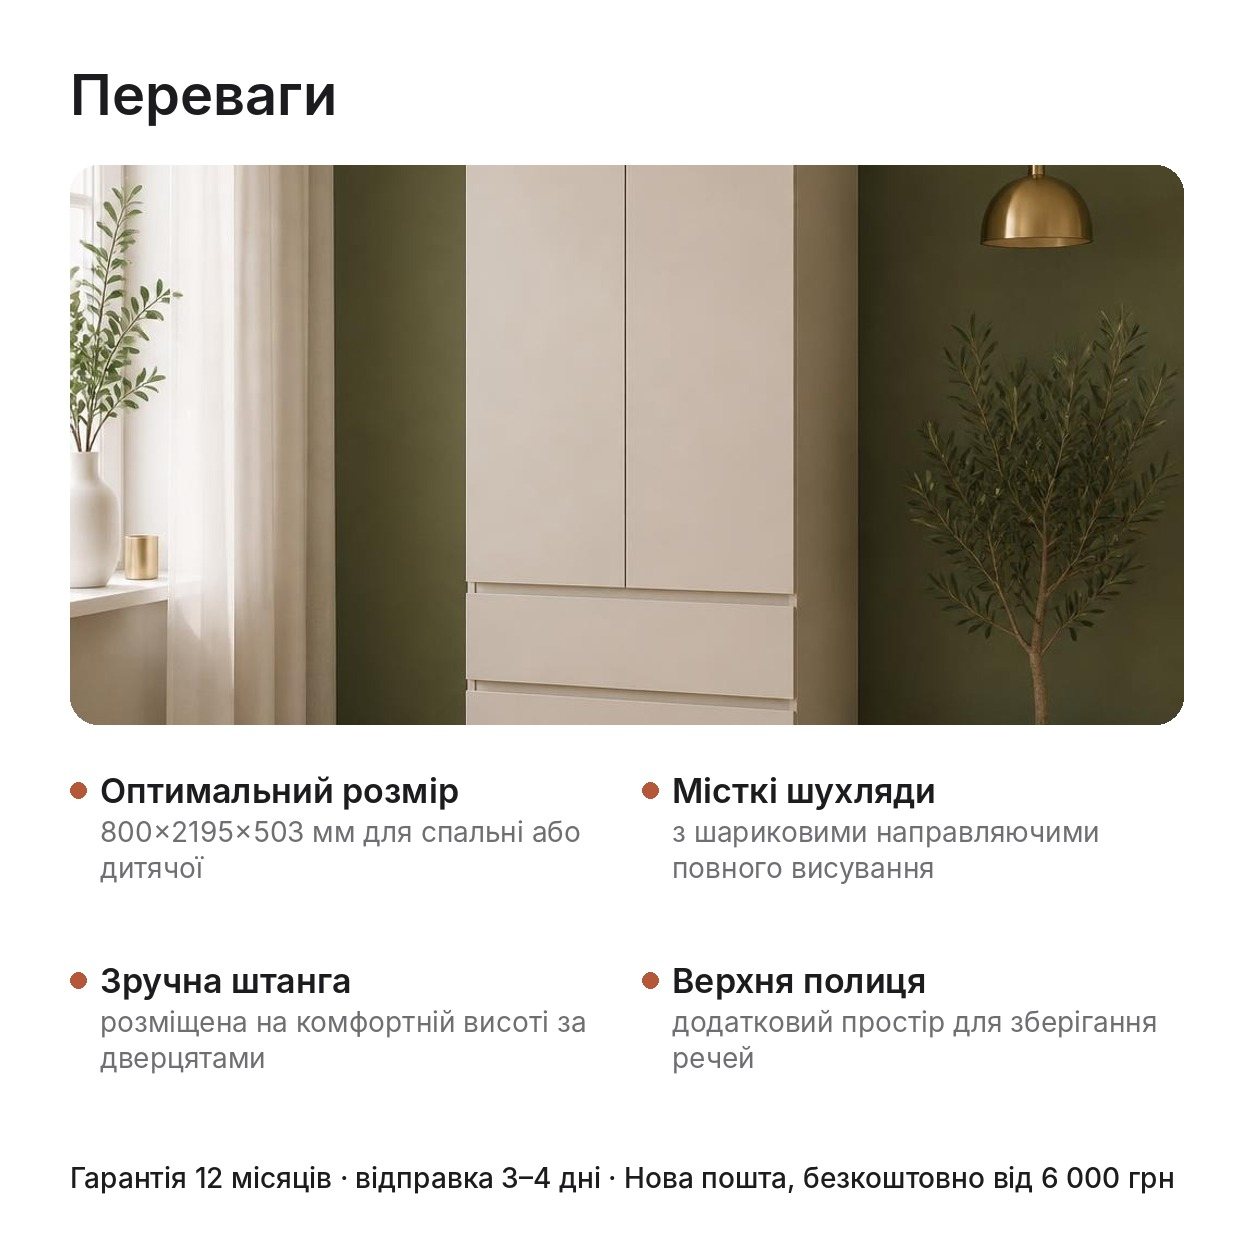 Переваги
Оптимальний розмір
800×2195×503 мм для спальні або
дитячої
Місткі шухляди
з шариковими направляючими
повного висування
Зручна штанга
розміщена на комфортній висоті за
дверцятами
Верхня полиця
додатковий простір для зберігання
речей
Гарантія 12 місяців · відправка 3–4 дні · Нова пошта, безкоштовно від 6 000 грн